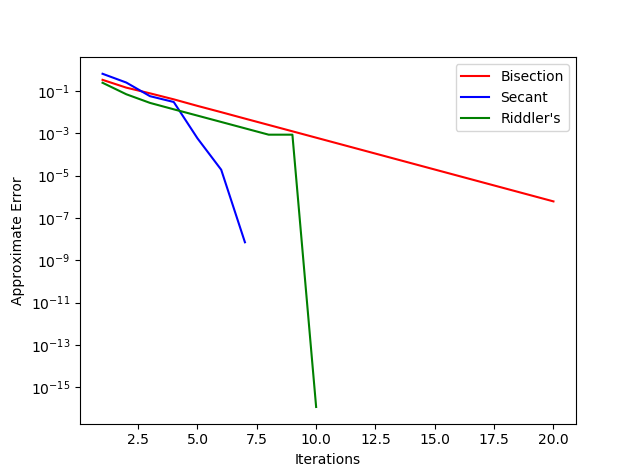 Bisection
Secant
Riddler's
Approximate Error
10⁻¹
10⁻³
10⁻⁵
10⁻⁷
10⁻⁹
10⁻¹¹
10⁻¹³
10⁻¹⁵
2.5 5.0 7.5 10.0 12.5 15.0 17.5 20.0
Iterations